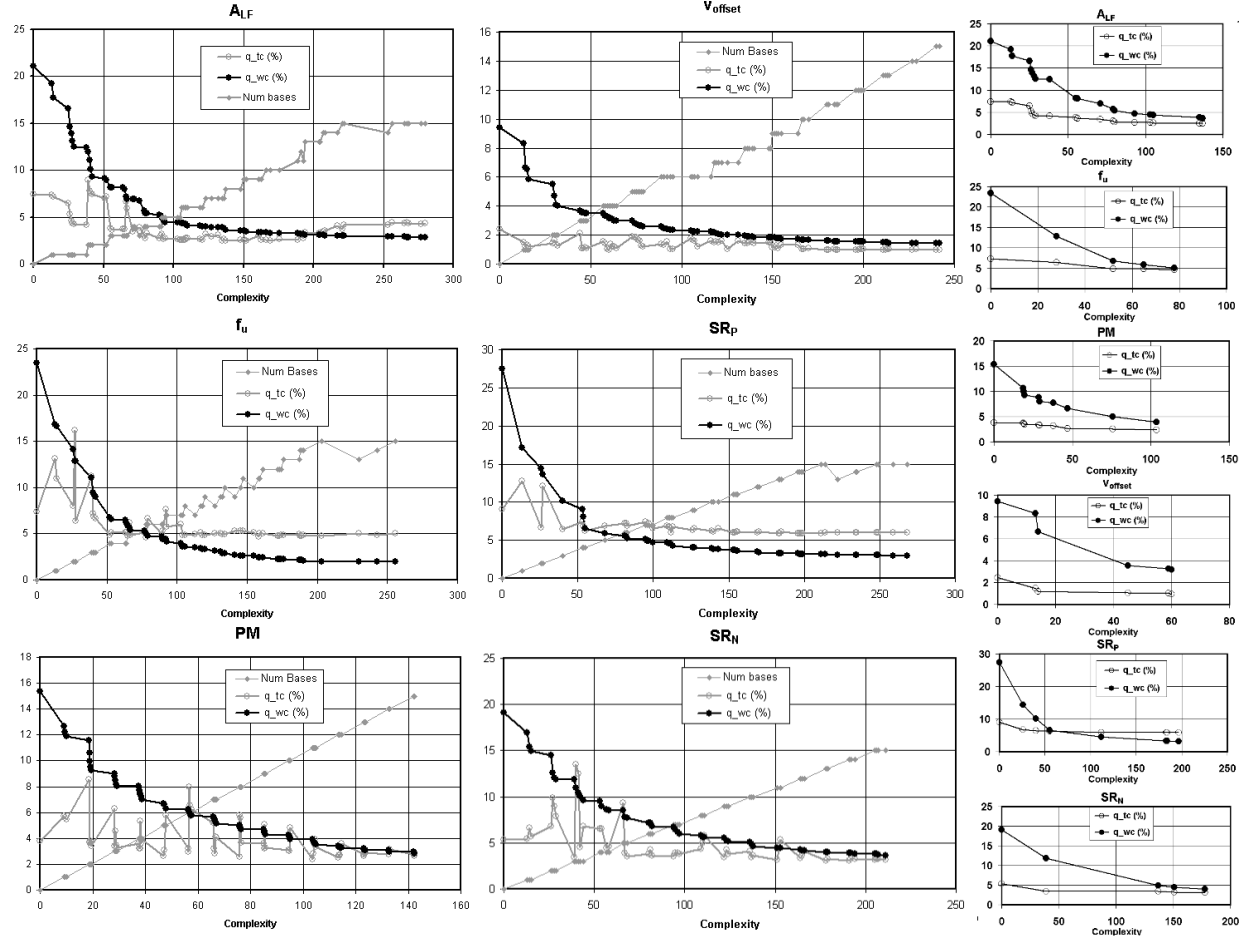 A_LF
25
20
15
10
5
0
q_tc (%)
q_wc (%)
Num bases
0 50 100 150 200 250 300
Complexity
V_offset
16
14
12
10
8
6
4
2
0
Num Bases
q_tc (%)
q_wc (%)
0 50 100 150 200 250
Complexity
f_u
25
20
15
10
5
0
Num Bases
q_tc (%)
q_wc (%)
0 50 100 150 200 250 300
Complexity
SR_P
30
25
20
15
10
5
0
Num bases
q_tc (%)
q_wc (%)
0 50 100 150 200 250 300
Complexity
PM
18
16
14
12
10
8
6
4
2
0
Num Bases
q_tc (%)
q_wc (%)
0 20 40 60 80 100 120 140 160
Complexity
SR_N
25
20
15
10
5
0
Num Bases
q_tc (%)
q_wc (%)
0 50 100 150 200 250
Complexity
A_LF
25
20
15
10
5
0
q_tc (%)
q_wc (%)
0 50 100 150
Complexity
f_u
25
20
15
10
5
0
q_tc (%)
q_wc (%)
0 20 40 60 80 100
Complexity
PM
20
15
10
5
0
q_tc (%)
q_wc (%)
0 50 100 150
Complexity
V_offset
10
8
6
4
2
0
q_tc (%)
q_wc (%)
0 20 40 60 80
Complexity
SR_P
30
20
10
0
q_tc (%)
q_wc (%)
0 50 100 150 200 250
Complexity
SR_N
25
20
15
10
5
0
q_tc (%)
q_wc (%)
0 50 100 150 200
Complexity